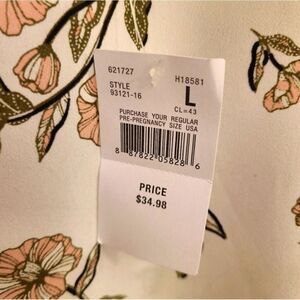 621727 H18581
STYLE L
93121-16 CL=43
PURCHASE YOUR REGULAR
PRE-PREGNANCY SIZE USA
8 87822 05828 6
PRICE
$34.98